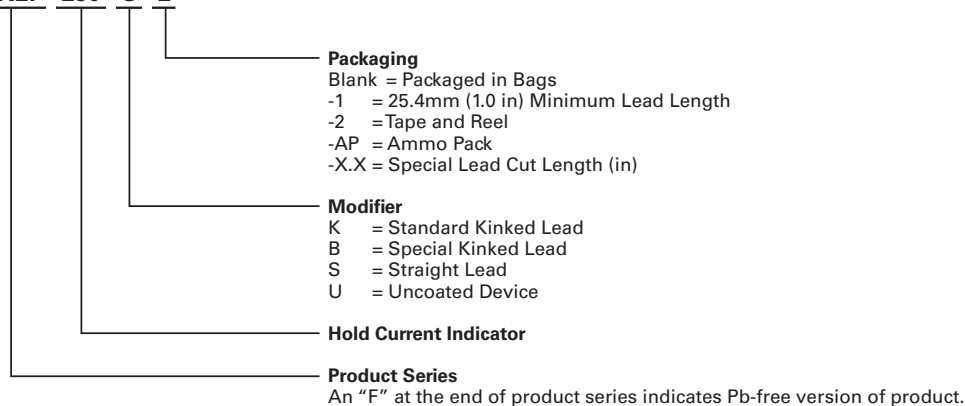 Packaging
Blank = Packaged in Bags
-1 = 25.4mm (1.0 in) Minimum Lead Length
-2 =Tape and Reel
-AP = Ammo Pack
-X.X = Special Lead Cut Length (in)
Modifier
K = Standard Kinked Lead
B = Special Kinked Lead
S = Straight Lead
U = Uncoated Device
Hold Current Indicator
Product Series
An “F” at the end of product series indicates Pb-free version of product.